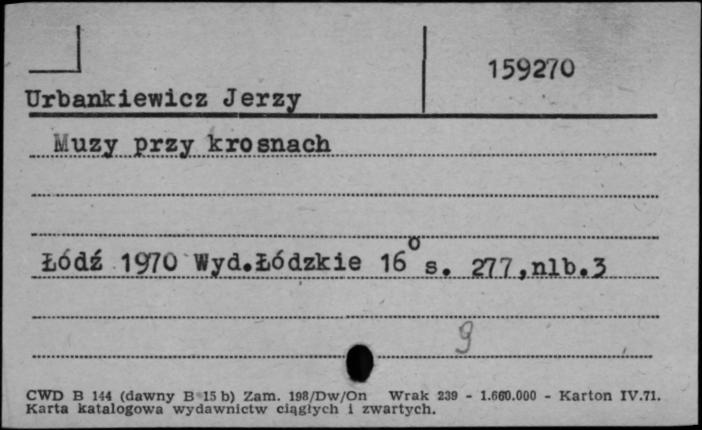 159270
Urbankiewicz Jerzy
Muzy przy krosnach
Łódź 1970 Wyd.Łódzkie 16° s. 277,nlb.3
9
CWD B 144 (dawny B 15 b) Zam. 198/Dw/On Wrak 239 - 1.660.000 - Karton IV.71.
Karta katalogowa wydawnictw ciągłych i zwartych.